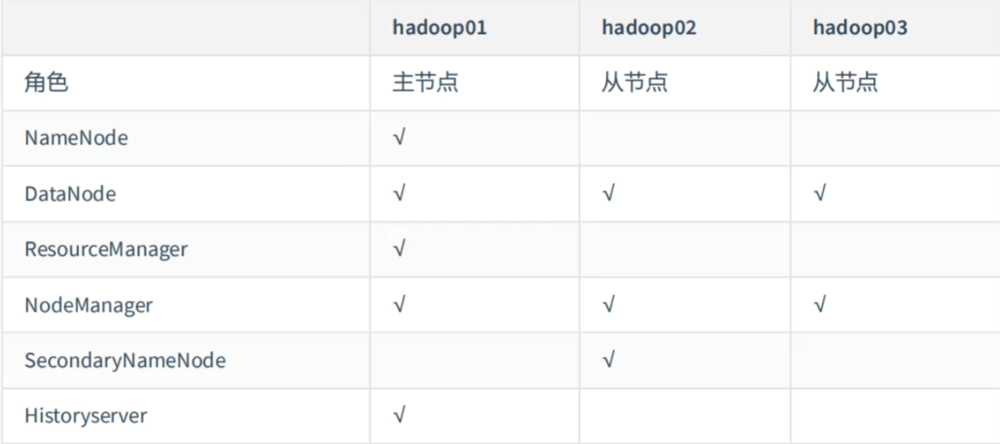 hadoop01 hadoop02 hadoop03
角色 主节点 从节点 从节点
NameNode √
DataNode √ √ √
ResourceManager √
NodeManager √ √ √
SecondaryNameNode √
Historyserver √